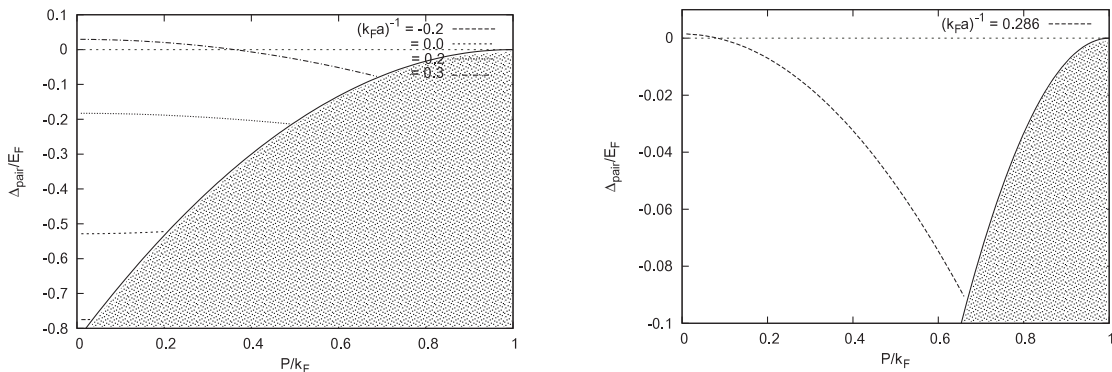 (k_Fa)^-1 = -0.2
= 0.0
= 0.2
= 0.3
0.1
0
-0.1
-0.2
-0.3
-0.4
-0.5
-0.6
-0.7
-0.8
Δ_pair/E_F
0 0.2 0.4 0.6 0.8 1
P/k_F
(k_Fa)^-1 = 0.286
0
-0.02
-0.04
-0.06
-0.08
-0.1
Δ_pair/E_F
0 0.2 0.4 0.6 0.8 1
P/k_F